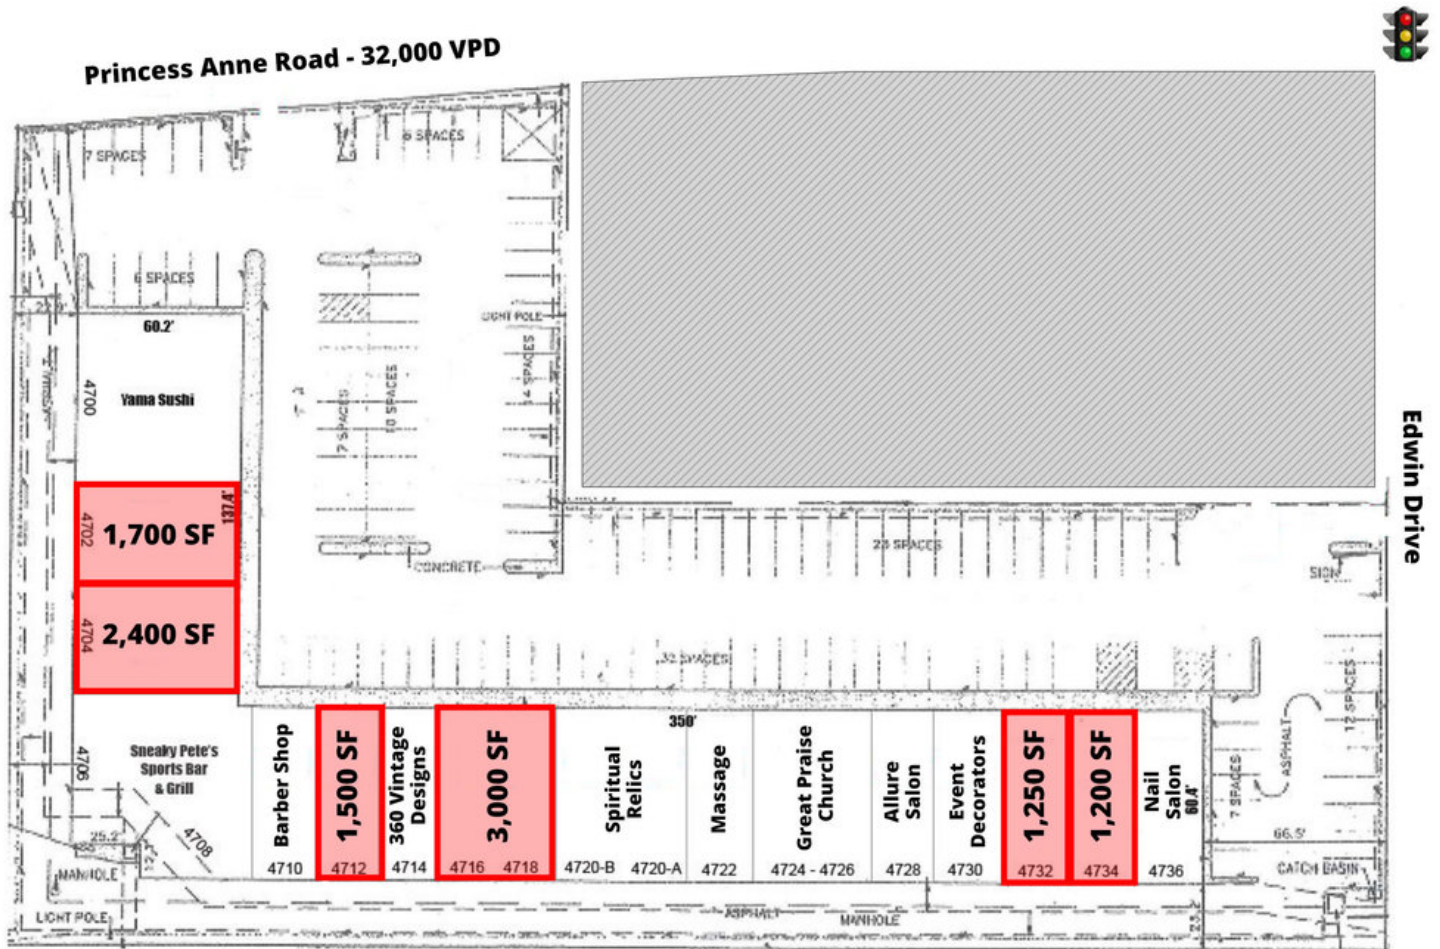 Princess Anne Road - 32,000 VPD
7 SPACES
8 SPACES
6 SPACES
60.2'
LIGHT POLE
4700
Yama Sushi
14 SPACES
7 SPACES
10 SPACES
Edwin Drive
137.4'
4702
1,700 SF
23 SPACES
CONCRETE
SIGN
4704
2,400 SF
32 SPACES
12 SPACES
350'
4706
Sneaky Pete's
Sports Bar
& Grill
Barber Shop
1,500 SF
360 Vintage
Designs
3,000 SF
Spiritual
Relics
Massage
Great Praise
Church
Allure
Salon
Event
Decorators
1,250 SF
1,200 SF
Nail
Salon
60.4'
7 SPACES
ASPHALT
66.5'
25.2'
4708
4710
4712
4714
4716
4718
4720-B
4720-A
4722
4724 - 4726
4728
4730
4732
4734
4736
CATCH BASIN
MANHOLE
LIGHT POLE
ASPHALT
MANHOLE